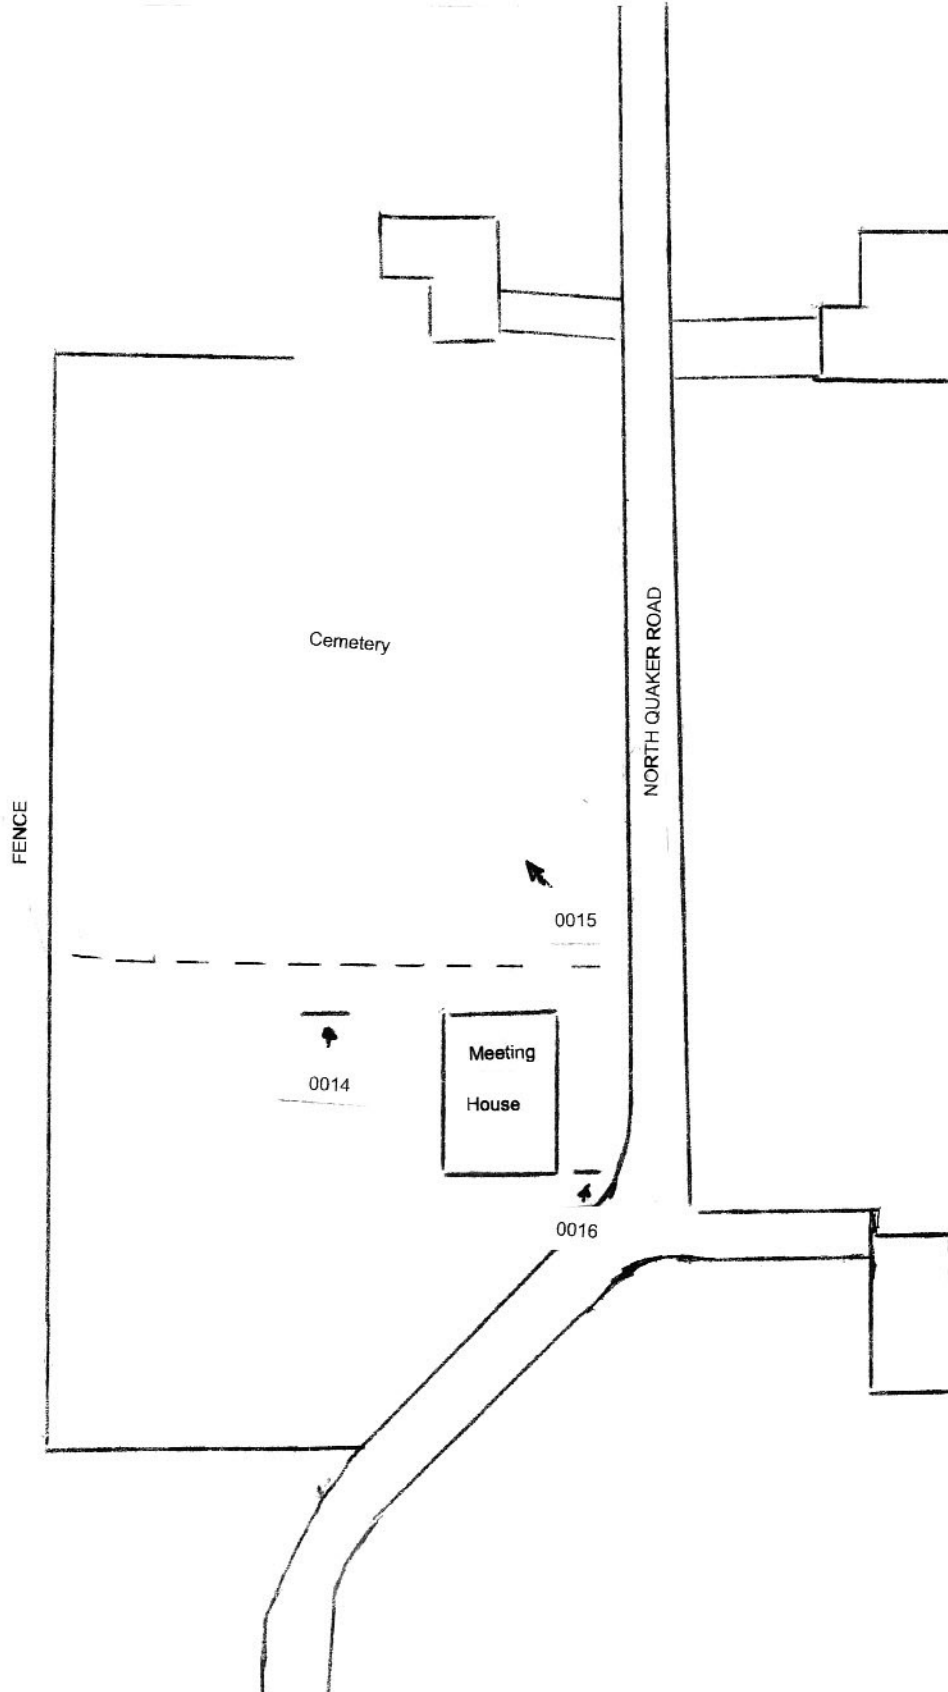 Cemetery
NORTH QUAKER ROAD
FENCE
0015
Meeting
House
0014
0016